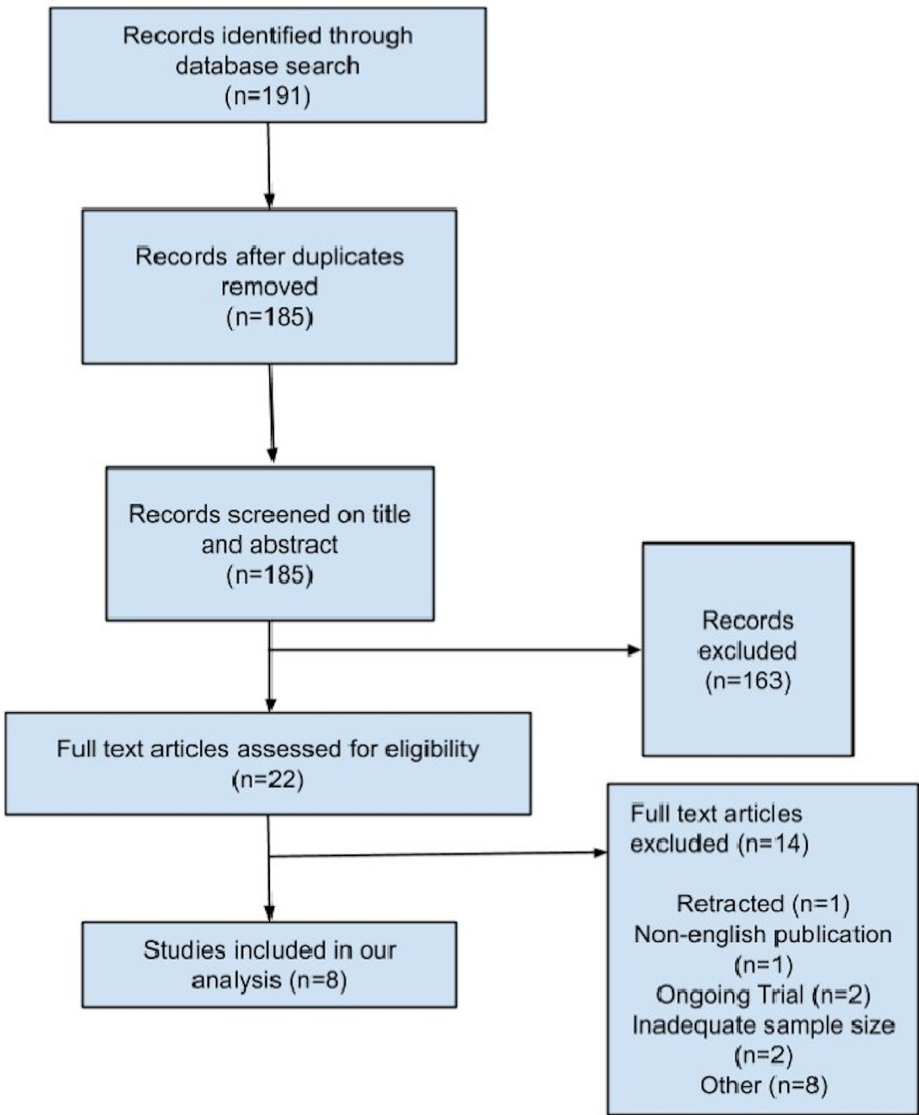 Records identified through
database search
(n=191)
Records after duplicates
removed
(n=185)
Records screened on title
and abstract
(n=185)
Records
excluded
(n=163)
Full text articles assessed for eligibility
(n=22)
Full text articles
excluded (n=14)
Retracted (n=1)
Non-english publication
(n=1)
Ongoing Trial (n=2)
Inadequate sample size
(n=2)
Other (n=8)
Studies included in our
analysis (n=8)